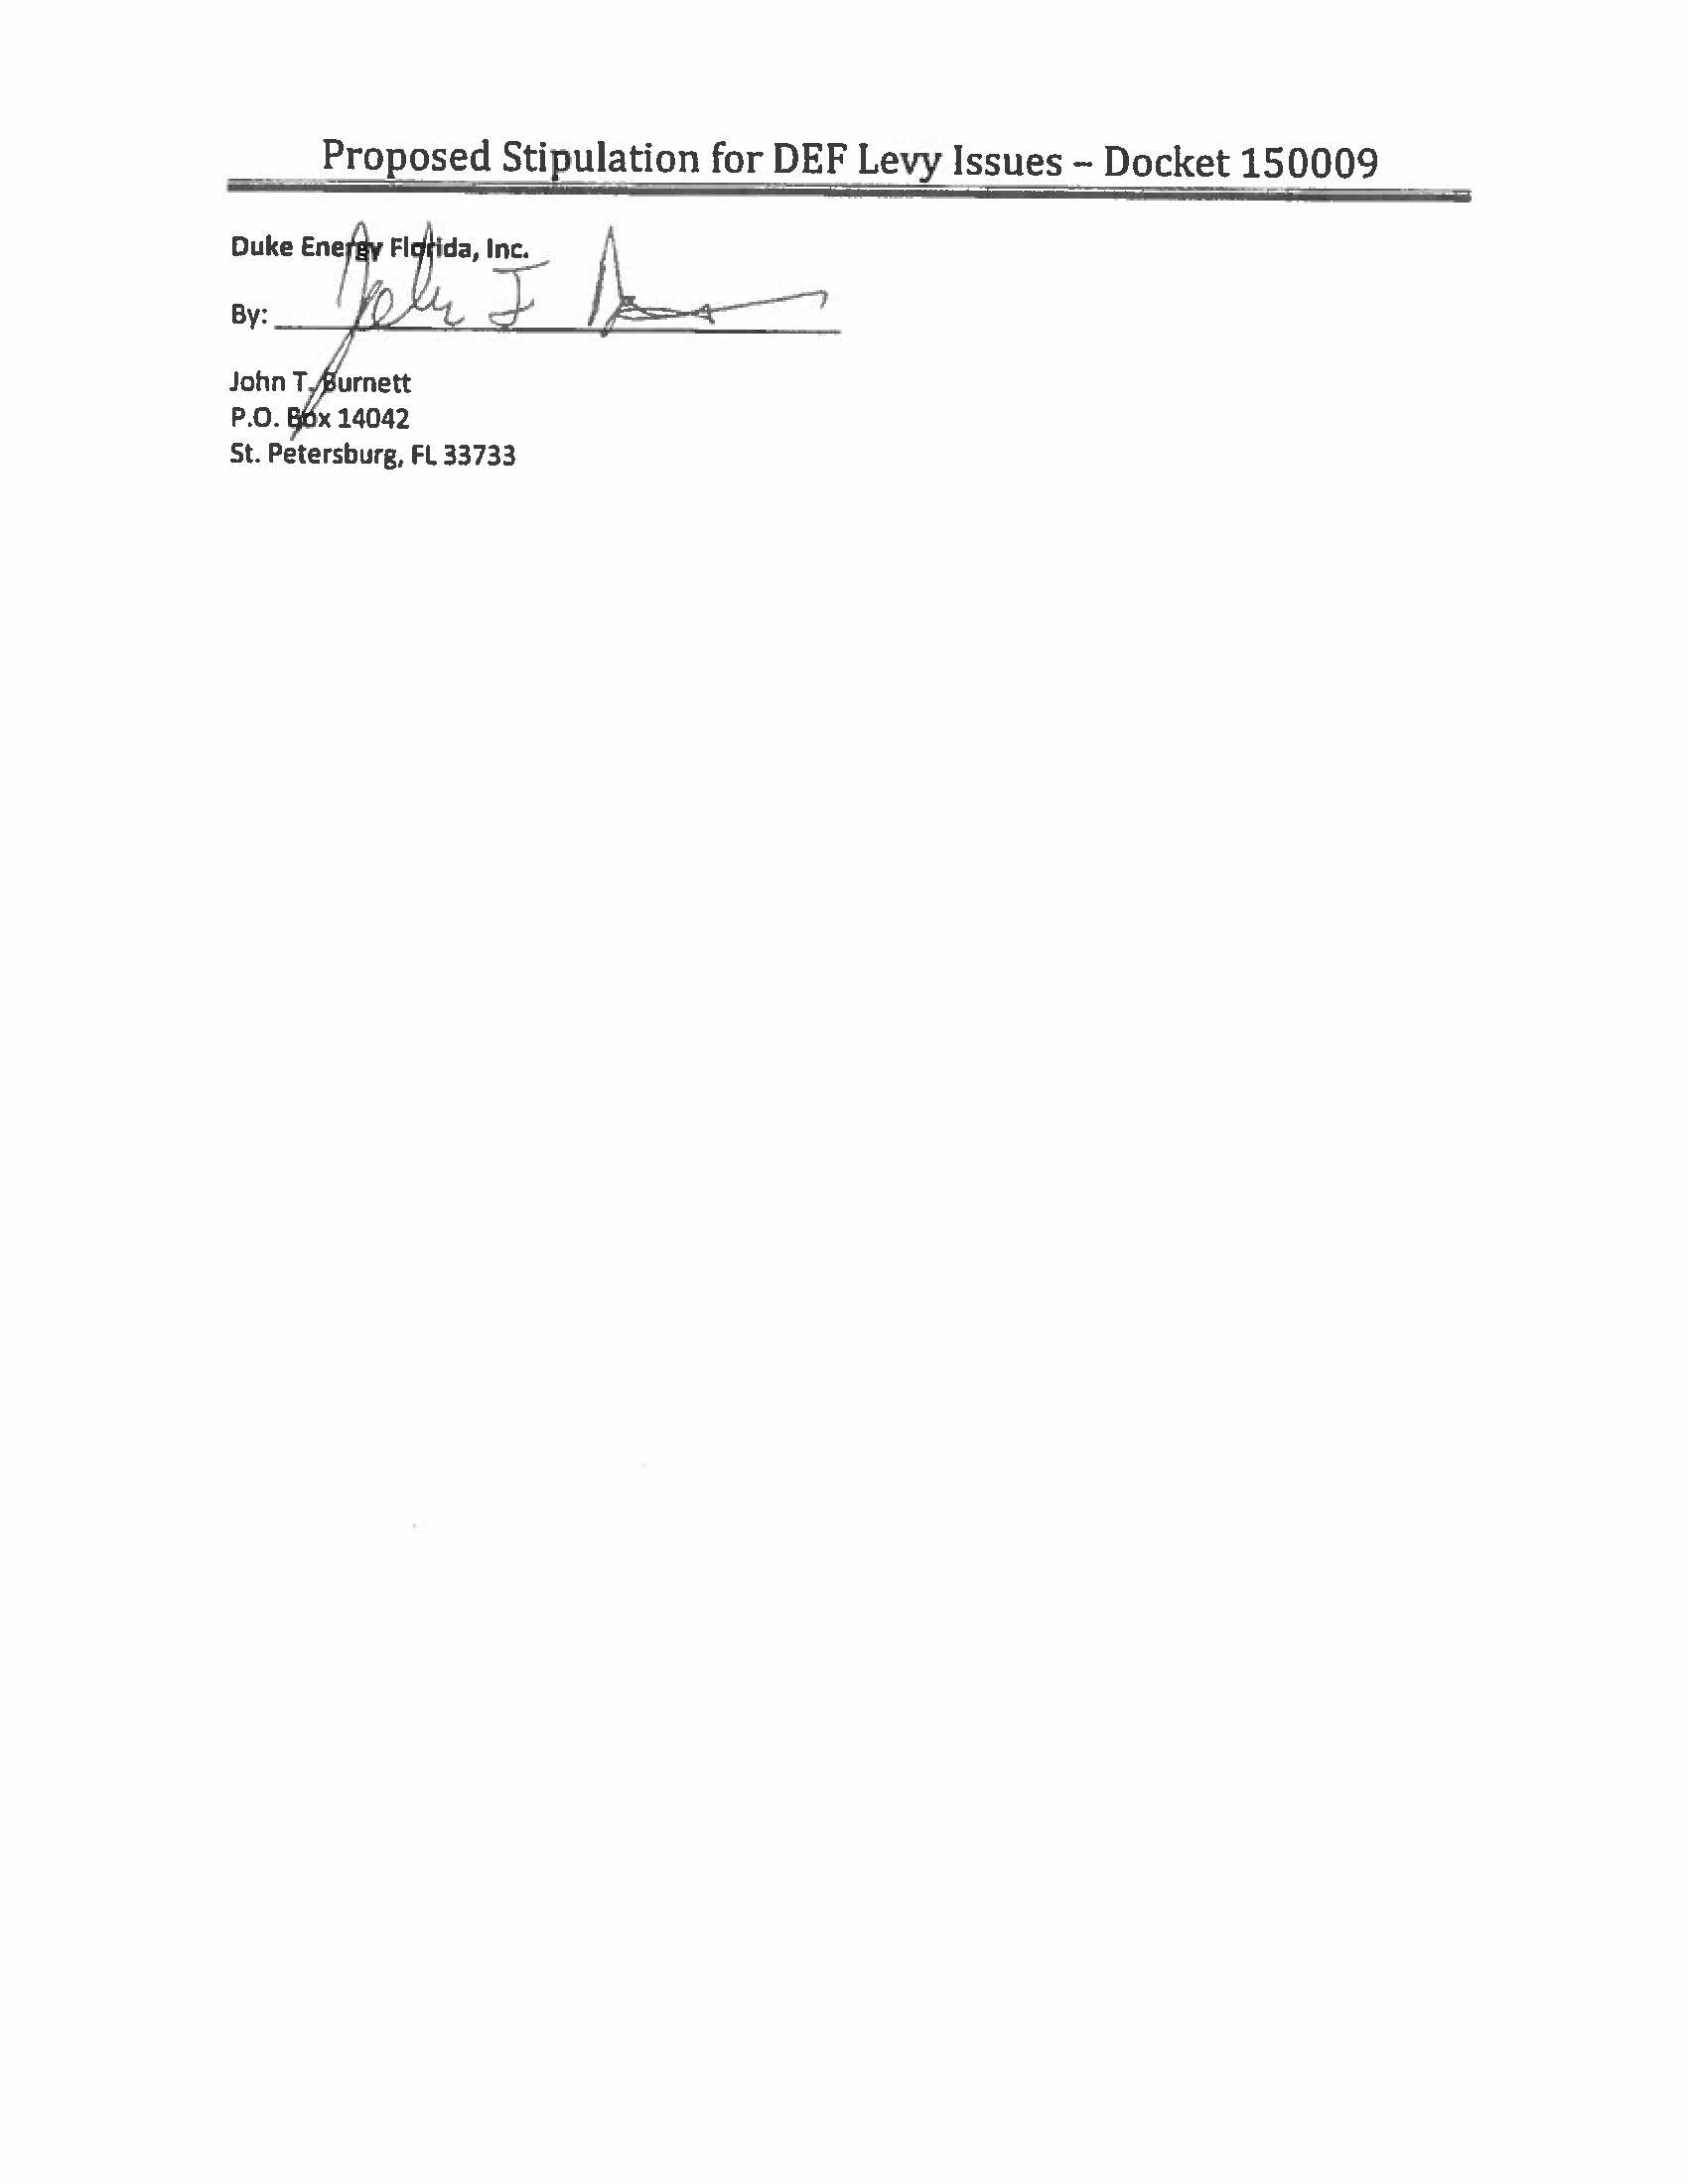 Proposed Stipulation for DEF Levy Issues – Docket 150009
Duke Energy Florida, Inc.
By:
John T. Burnett
P.O. Box 14042
St. Petersburg, FL 33733